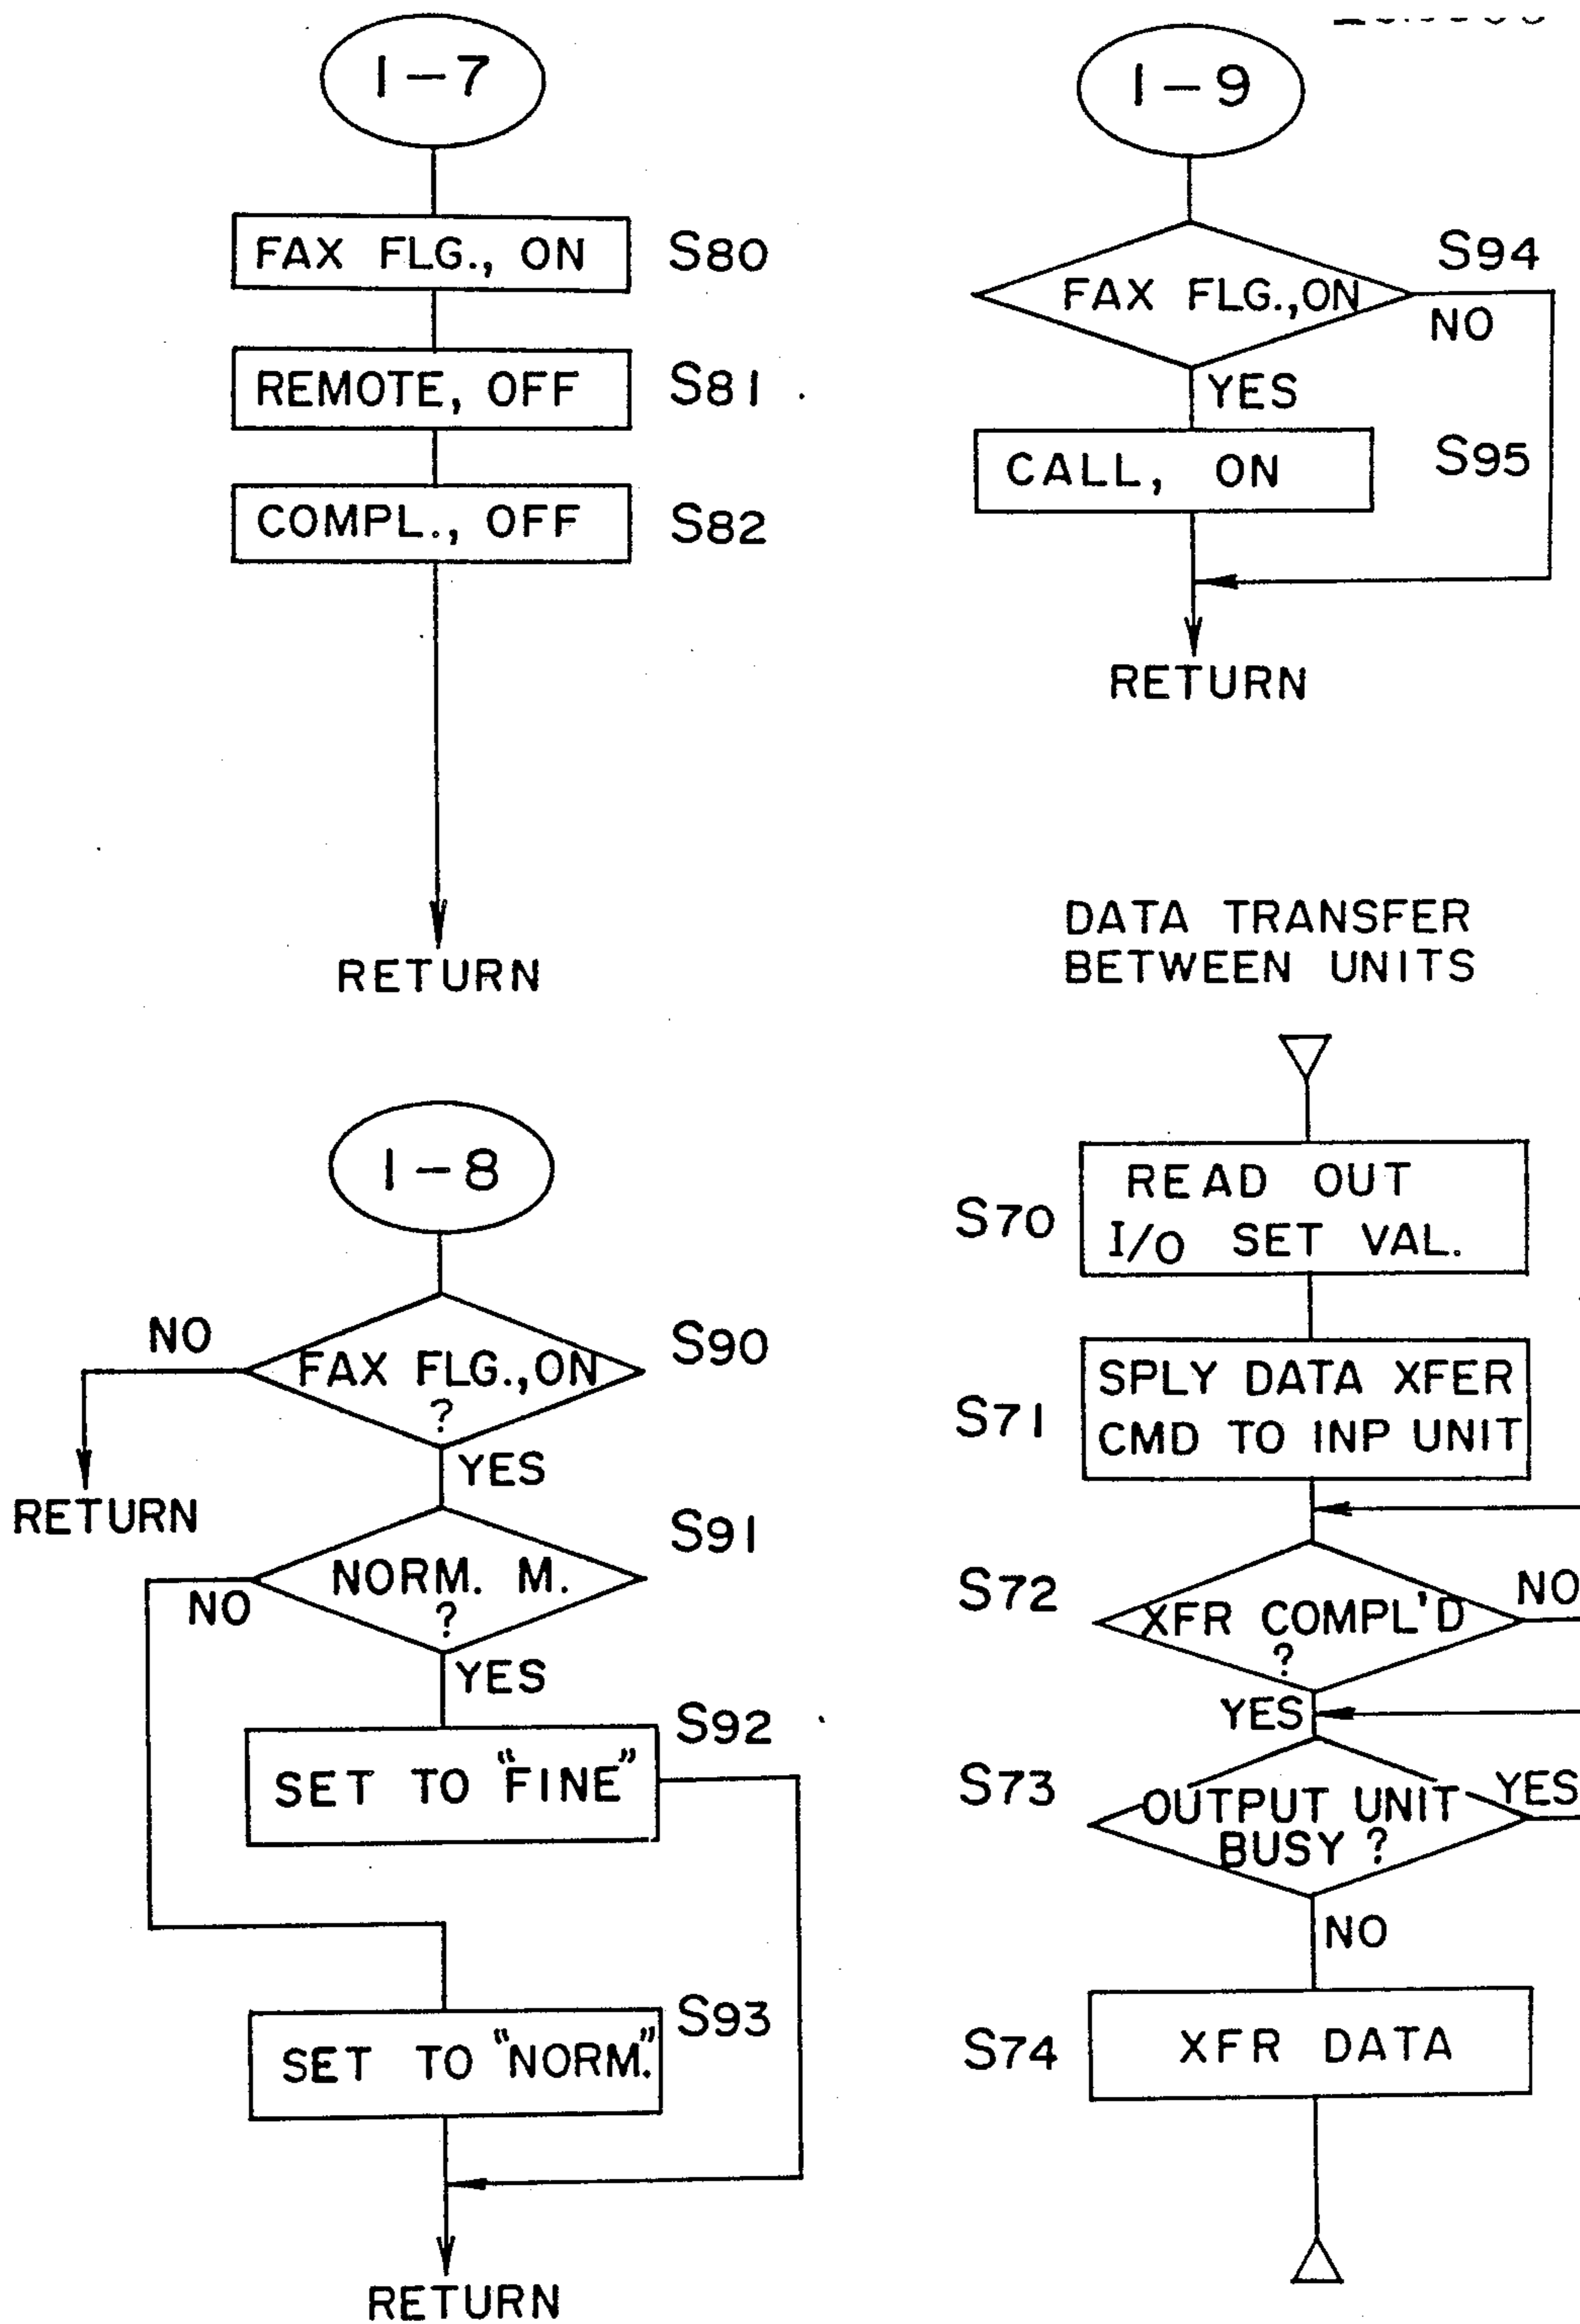 1-7
FAX FLG., ON S80
REMOTE, OFF S81
COMPL., OFF S82
RETURN
1-9
S94
FAX FLG.,ON
NO
YES
CALL, ON S95
RETURN
1-8
NO
FAX FLG.,ON S90
?
YES
RETURN
S91
NORM. M.
?
NO
YES
S92
SET TO "FINE"
S93
SET TO "NORM."
RETURN
DATA TRANSFER
BETWEEN UNITS
READ OUT
S70
I/O SET VAL.
SPLY DATA XFER
S71
CMD TO INP UNIT
S72
NO
XFR COMPL'D
?
YES
S73
YES
OUTPUT UNIT
BUSY ?
NO
S74 XFR DATA